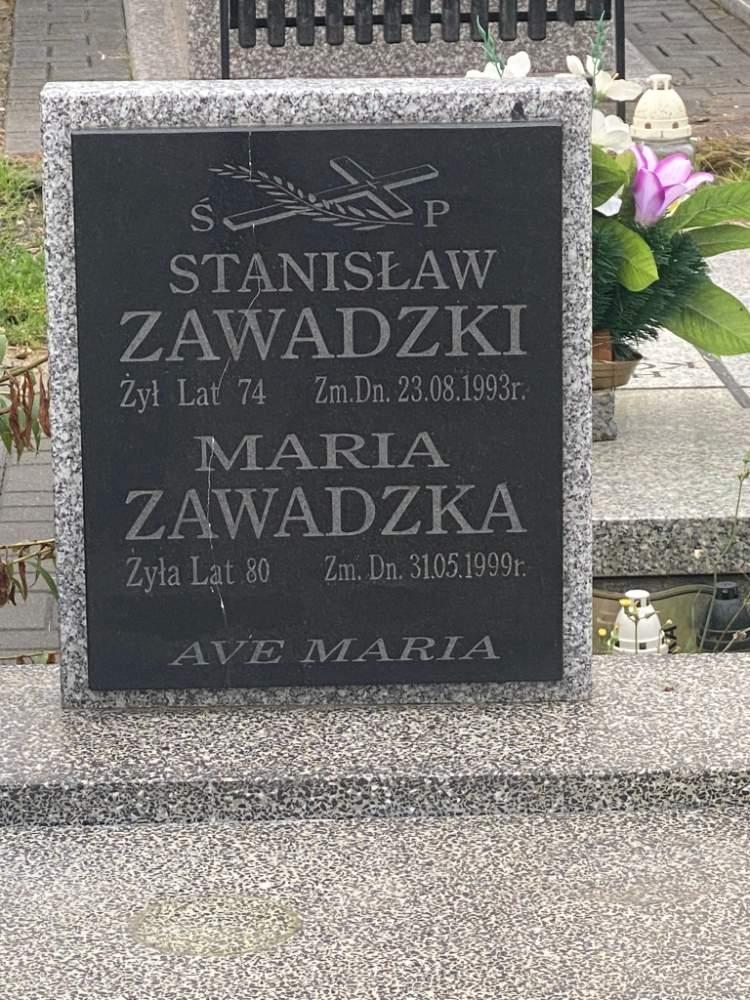 Ś P
STANISŁAW
ZAWADZKI
Żył Lat 74 Zm.Dn. 23.08.1993r.
MARIA
ZAWADZKA
Żyła Lat 80 Zm. Dn. 31.05.1999r.
AVE MARIA